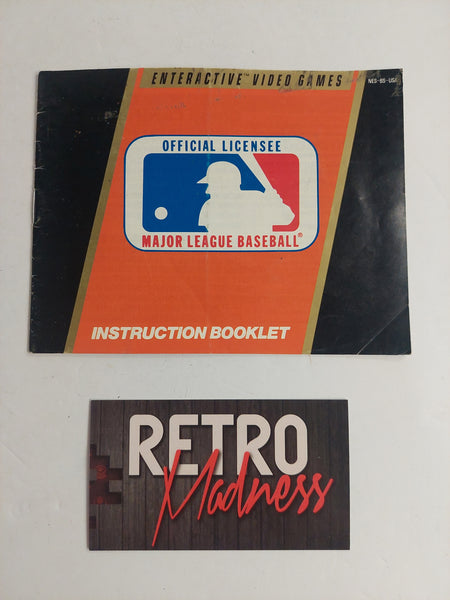 ENTERACTIVE™ VIDEO GAMES
NES-BS-USA
OFFICIAL LICENSEE
MAJOR LEAGUE BASEBALL®
INSTRUCTION BOOKLET
RETRO
Madness